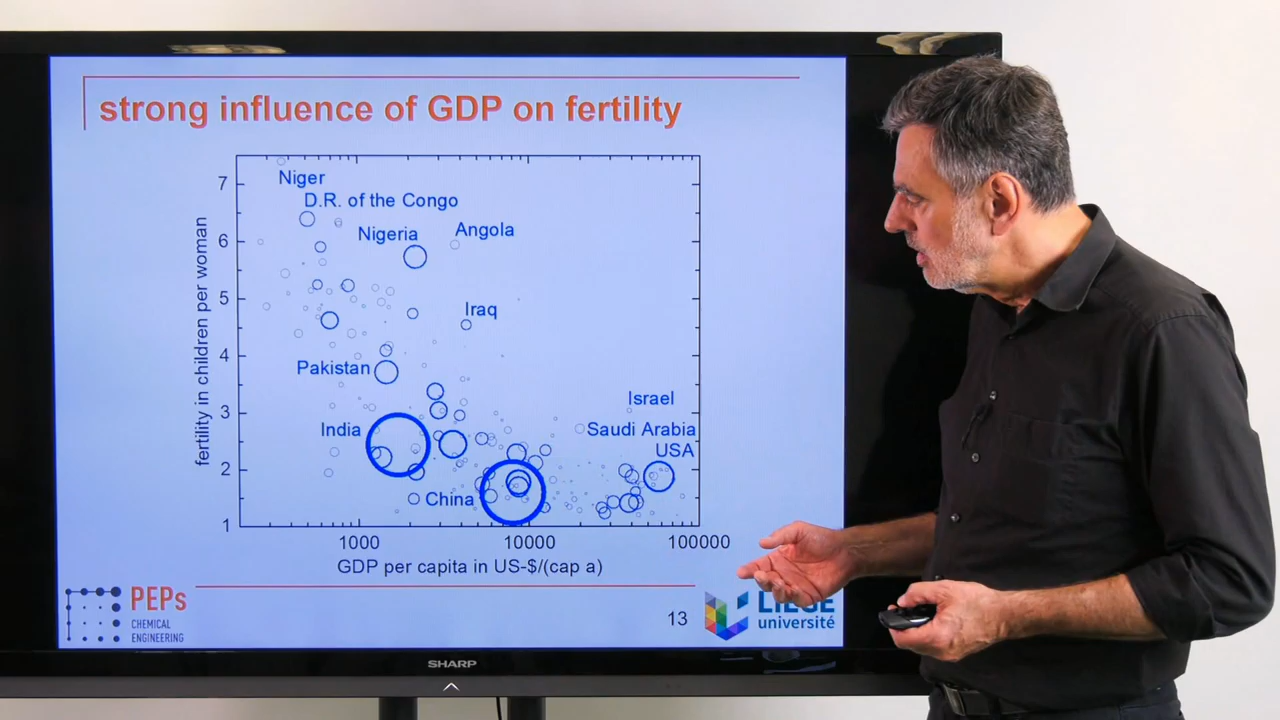 strong influence of GDP on fertility
fertility in children per woman
7
6
5
4
3
2
1
Niger
D.R. of the Congo
Nigeria
Angola
Iraq
Pakistan
Israel
India
Saudi Arabia
USA
China
1000
10000
100000
GDP per capita in US-$/(cap a)
PEPs
CHEMICAL
ENGINEERING
13
LIÈGE
université
SHARP